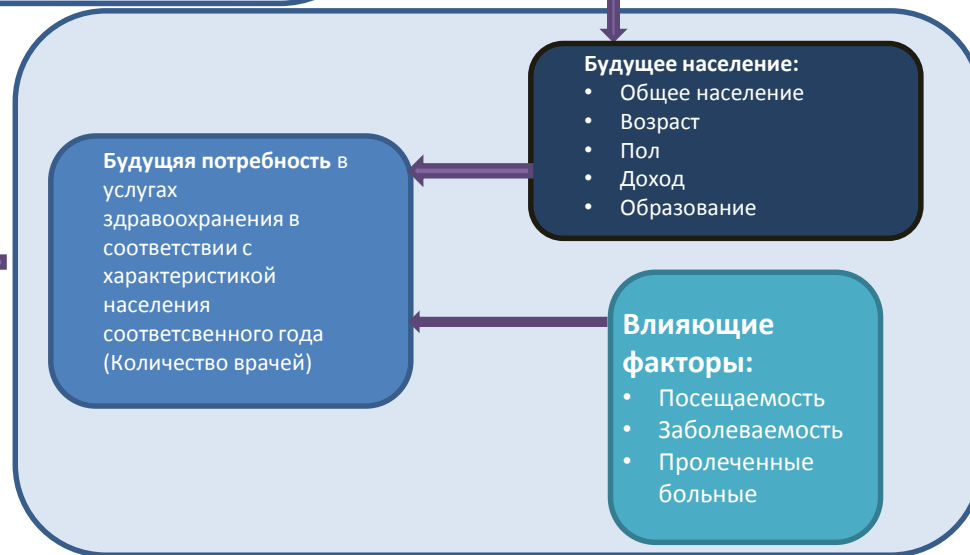 Будущее население:
• Общее население
• Возраст
• Пол
• Доход
• Образование
Будущяя потребность в
услугах
здравоохранения в
соответствии с
характеристикой
населения
соответсвенного года
(Количество врачей)
Влияющие
факторы:
• Посещаемость
• Заболеваемость
• Пролеченные
больные